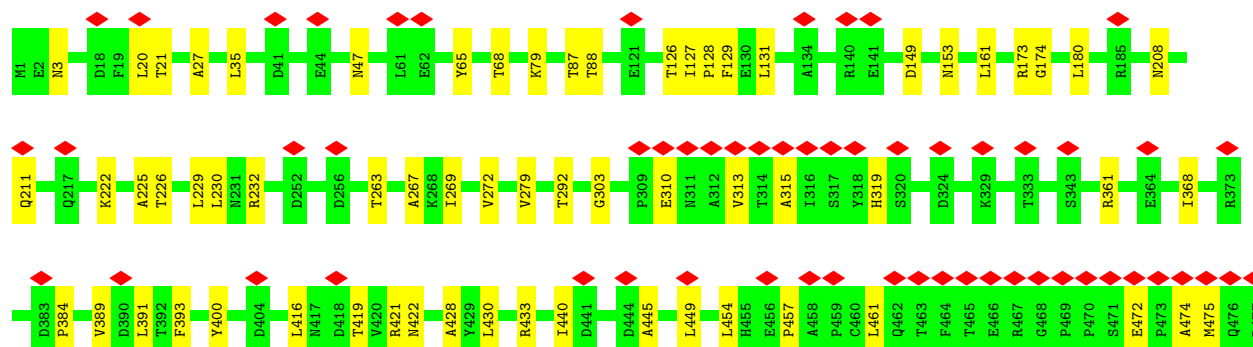 M1 E2 N3 D18 F19 L20 T21 A27 L35 D41 E44 N47 L61 E62 Y65 T68 K79 T87 T88 E121 T126 I127 P128 F129 E130 L131 A134 R140 E141 D149 N153 L161 R173 G174 L180 R185 N208
Q211 Q217 K222 A225 T226 L229 L230 N231 R232 D252 D256 T263 A267 K268 I269 V272 V279 T292 G303 P309 E310 N311 A312 V313 T314 A315 I316 S317 Y318 H319 S320 D324 K329 T333 S343 R361 E364 I368 R373
D383 P384 V389 D390 L391 T392 F393 Y400 D404 L416 N417 D418 T419 V420 R421 N422 A428 Y429 L430 R433 I440 D441 D444 A445 L449 L454 H455 E456 P457 A458 P459 C460 L461 Q462 T463 F464 T465 E466 R467 G468 P469 P470 S471 E472 P473 A474 M475 Q476